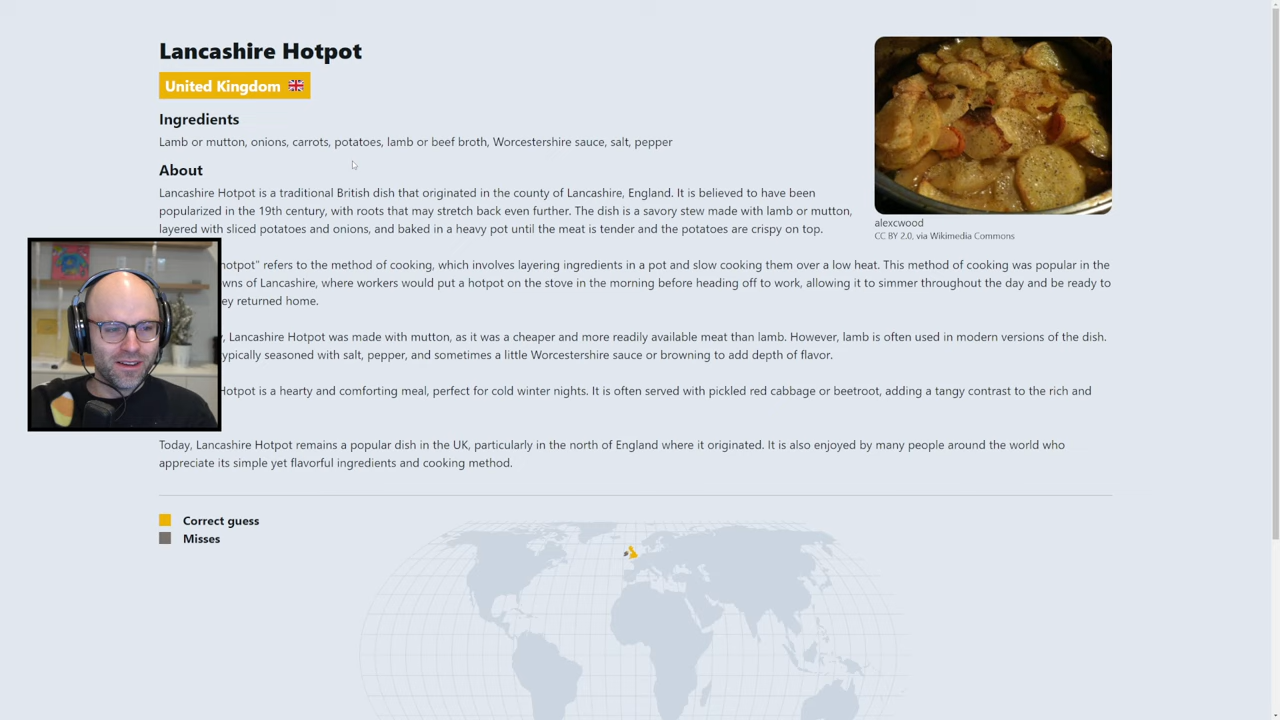 Lancashire Hotpot
United Kingdom
Ingredients
Lamb or mutton, onions, carrots, potatoes, lamb or beef broth, Worcestershire sauce, salt, pepper
About
Lancashire Hotpot is a traditional British dish that originated in the county of Lancashire, England. It is believed to have been
popularized in the 19th century, with roots that may stretch back even further. The dish is a savory stew made with lamb or mutton,
layered with sliced potatoes and onions, and baked in a heavy pot until the meat is tender and the potatoes are crispy on top.
alexcwood
CC BY 2.0, via Wikimedia Commons
hotpot" refers to the method of cooking, which involves layering ingredients in a pot and slow cooking them over a low heat. This method of cooking was popular in the
wns of Lancashire, where workers would put a hotpot on the stove in the morning before heading off to work, allowing it to simmer throughout the day and be ready to
ey returned home.
, Lancashire Hotpot was made with mutton, as it was a cheaper and more readily available meat than lamb. However, lamb is often used in modern versions of the dish.
ypically seasoned with salt, pepper, and sometimes a little Worcestershire sauce or browning to add depth of flavor.
Hotpot is a hearty and comforting meal, perfect for cold winter nights. It is often served with pickled red cabbage or beetroot, adding a tangy contrast to the rich and
Today, Lancashire Hotpot remains a popular dish in the UK, particularly in the north of England where it originated. It is also enjoyed by many people around the world who
appreciate its simple yet flavorful ingredients and cooking method.
Correct guess
Misses